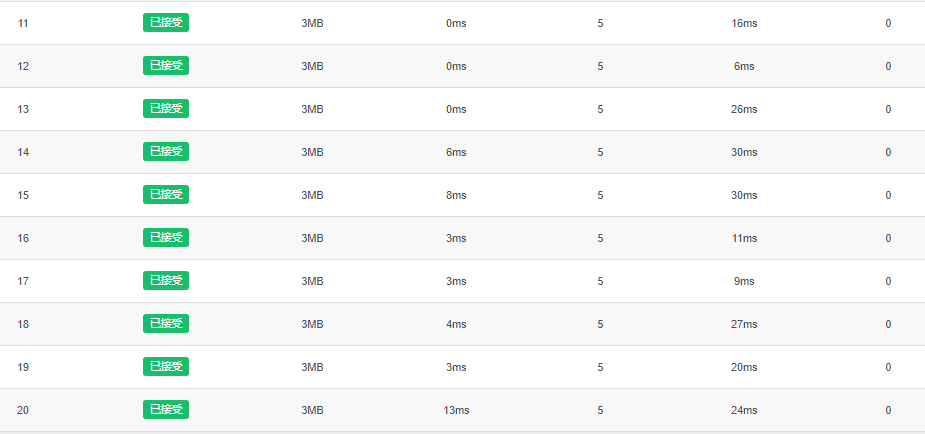 11 已接受 3MB 0ms 5 16ms 0
12 已接受 3MB 0ms 5 6ms 0
13 已接受 3MB 0ms 5 26ms 0
14 已接受 3MB 6ms 5 30ms 0
15 已接受 3MB 8ms 5 30ms 0
16 已接受 3MB 3ms 5 11ms 0
17 已接受 3MB 3ms 5 9ms 0
18 已接受 3MB 4ms 5 27ms 0
19 已接受 3MB 3ms 5 20ms 0
20 已接受 3MB 13ms 5 24ms 0